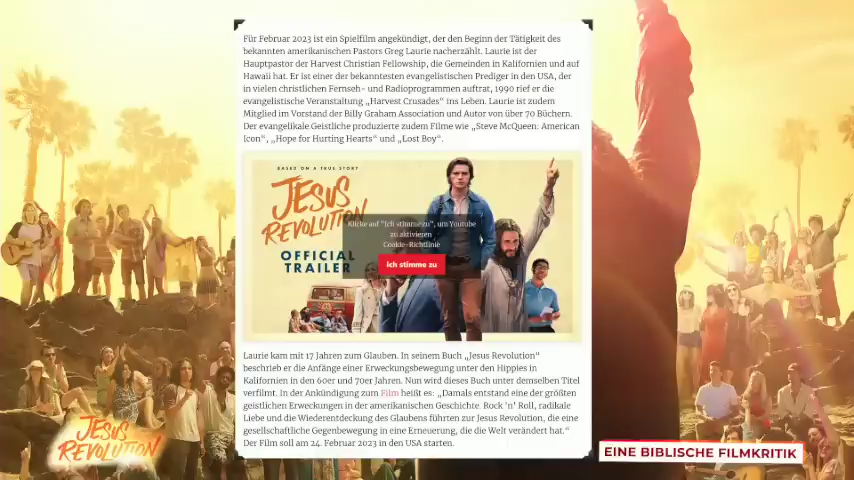 Für Februar 2023 ist ein Spielfilm angekündigt, der den Beginn der Tätigkeit des
bekannten amerikanischen Pastors Greg Laurie nacherzählt. Laurie ist der
Hauptpastor der Harvest Christian Fellowship, die Gemeinden in Kalifornien und auf
Hawaii hat. Er ist einer der bekanntesten evangelistischen Prediger in den USA, der
in vielen christlichen Fernseh- und Radioprogrammen auftrat, 1990 rief er die
evangelistische Veranstaltung „Harvest Crusades“ ins Leben. Laurie ist zudem
Mitglied im Vorstand der Billy Graham Association und Autor von über 70 Büchern.
Der evangelikale Geistliche produzierte zudem Filme wie „Steve McQueen: American
Icon“, „Hope for Hurting Hearts“ und „Lost Boy“.
BASED ON A TRUE STORY
JESUS
REVOLUTION
OFFICIAL
TRAILER
Klicke auf "Ich stimme zu", um Youtube
zu aktivieren
Cookie-Richtlinie
Ich stimme zu
Laurie kam mit 17 Jahren zum Glauben. In seinem Buch „Jesus Revolution“
beschrieb er die Anfänge einer Erweckungsbewegung unter den Hippies in
Kalifornien in den 60er und 70er Jahren. Nun wird dieses Buch unter demselben Titel
verfilmt. In der Ankündigung zum Film heißt es: „Damals entstand eine der größten
geistlichen Erweckungen in der amerikanischen Geschichte. Rock 'n' Roll, radikale
Liebe und die Wiederentdeckung des Glaubens führten zur Jesus Revolution, die eine
gesellschaftliche Gegenbewegung in eine Erneuerung, die die Welt verändert hat.“
Der Film soll am 24. Februar 2023 in den USA starten.
JESUS
REVOLUTION
EINE BIBLISCHE FILMKRITIK